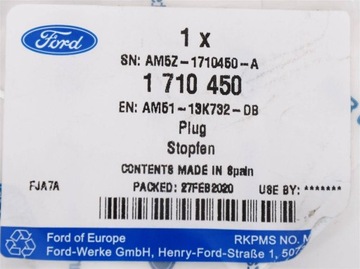 Ford
1 x
SN: AM5Z-1710450-A
1 710 450
EN: AM51-13K732-DB
Plug
Stopfen
CONTENTS MADE IN Spain
FJA7A
PACKED: 27FEB2020
USE BY: *******
Ford of Europe
RKPMS NO. M
Ford-Werke GmbH, Henry-Ford-Straße 1, 507